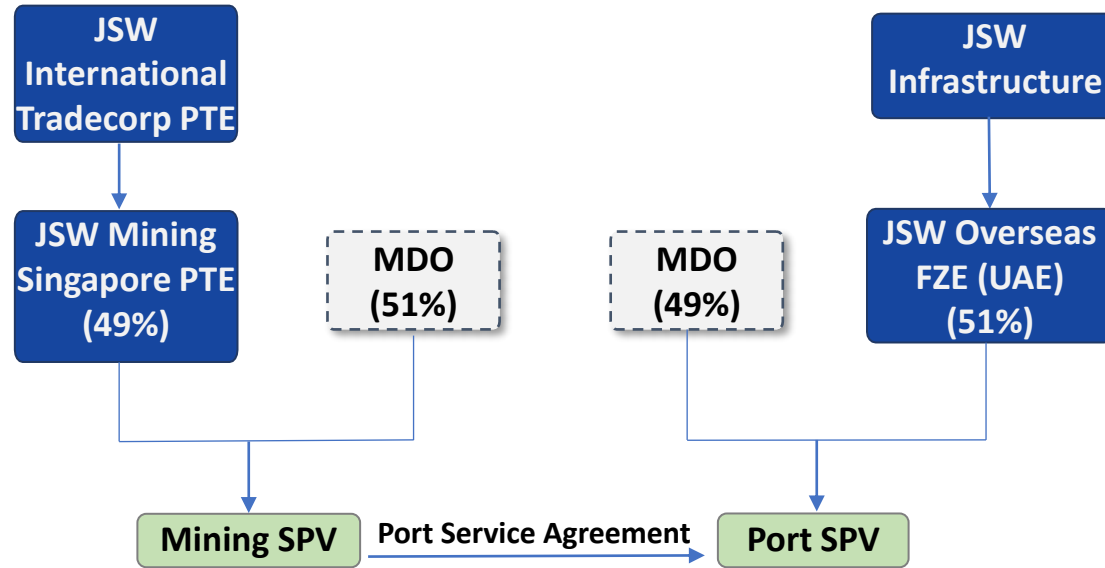 JSW
International
Tradecorp PTE
JSW
Infrastructure
JSW Mining
Singapore PTE
(49%)
MDO
(51%)
MDO
(49%)
JSW Overseas
FZE (UAE)
(51%)
Mining SPV
Port Service Agreement
Port SPV